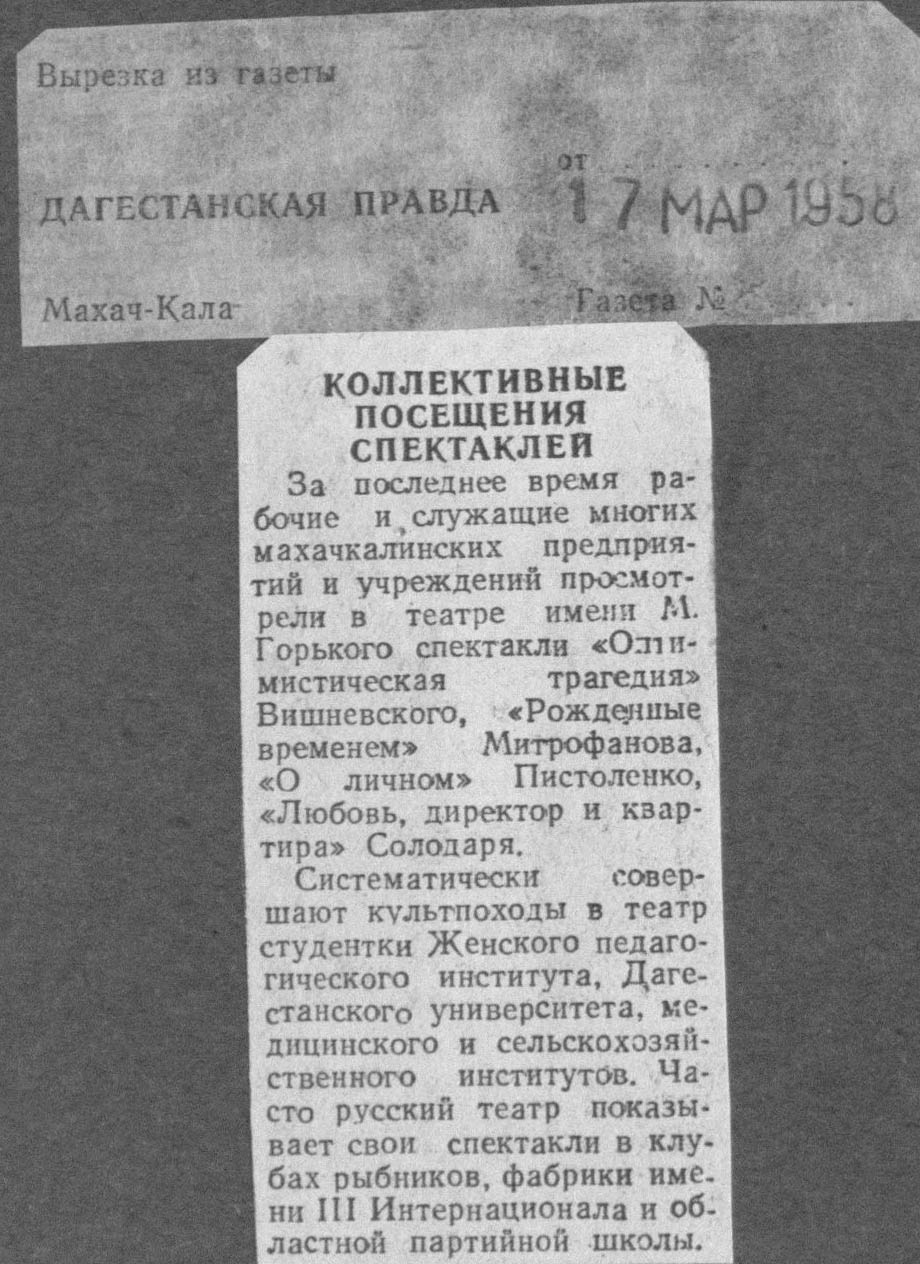 Вырезка из газеты
ДАГЕСТАНСКАЯ ПРАВДА
от . . . . . . . . .
17 МАР 1958
Махач-Кала
Газета № . . . .
КОЛЛЕКТИВНЫЕ
ПОСЕЩЕНИЯ
СПЕКТАКЛЕЙ
За последнее время ра-
бочие и служащие многих
махачкалинских предприя-
тий и учреждений просмот-
рели в театре имени М.
Горького спектакли «Опти-
мистическая трагедия»
Вишневского, «Рожденные
временем» Митрофанова,
«О личном» Пистоленко,
«Любовь, директор и квар-
тира» Солодаря.
Систематически совер-
шают культпоходы в театр
студентки Женского педаго-
гического института, Даге-
станского университета, ме-
дицинского и сельскохозяй-
ственного институтов. Ча-
сто русский театр показы-
вает свои спектакли в клу-
бах рыбников, фабрики име-
ни III Интернационала и об-
ластной партийной школы.